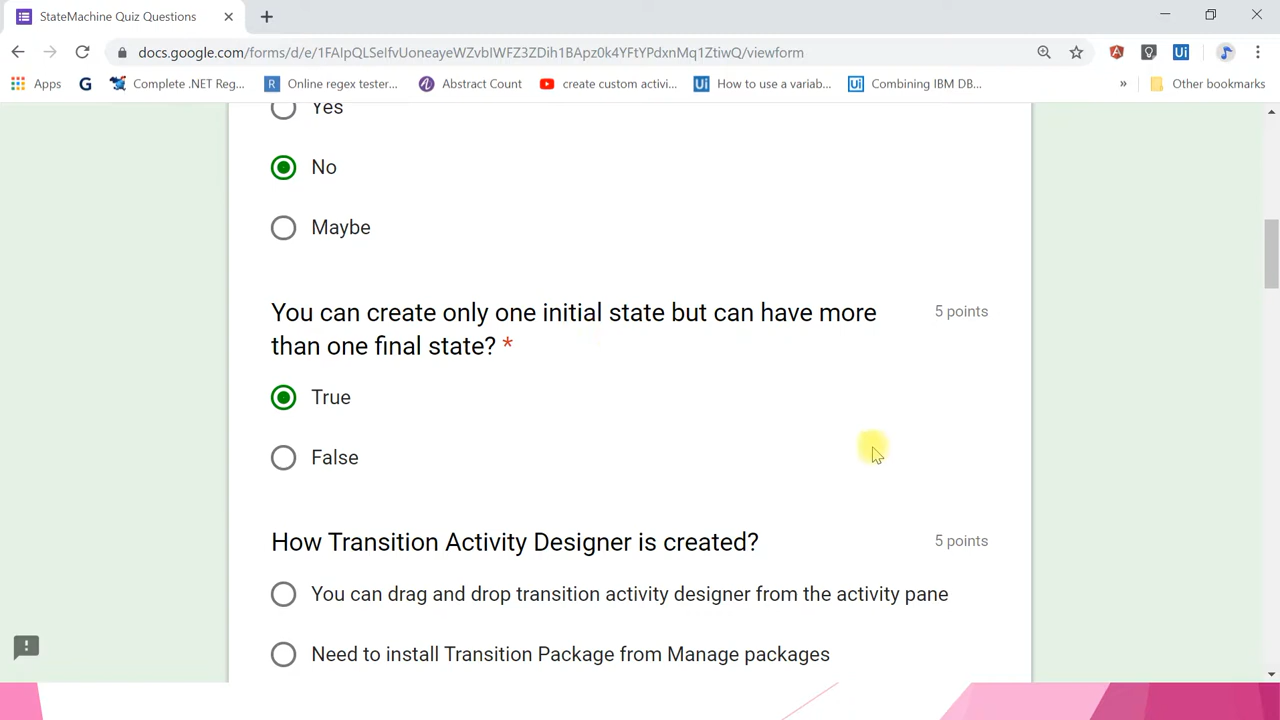 StateMachine Quiz Questions
docs.google.com/forms/d/e/1FAIpQLSeIfvUoneayeWZvbIWFZ3ZDih1BApz0k4YFtYPdxnMq1ZtiwQ/viewform
Apps G Complete .NET Reg... R Online regex tester... Abstract Count create custom activi... Ui How to use a variab... Ui Combining IBM DB... » Other bookmarks
Yes
No
Maybe
You can create only one initial state but can have more
than one final state? *
5 points
True
False
How Transition Activity Designer is created?
5 points
You can drag and drop transition activity designer from the activity pane
Need to install Transition Package from Manage packages